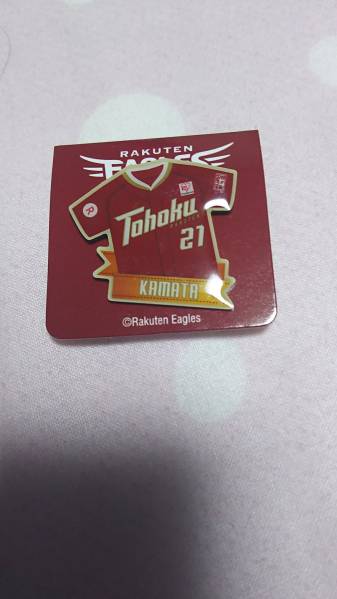 RAKUTEN
EAGLES
R
Tohoku
21
KAMATA
©Rakuten Eagles